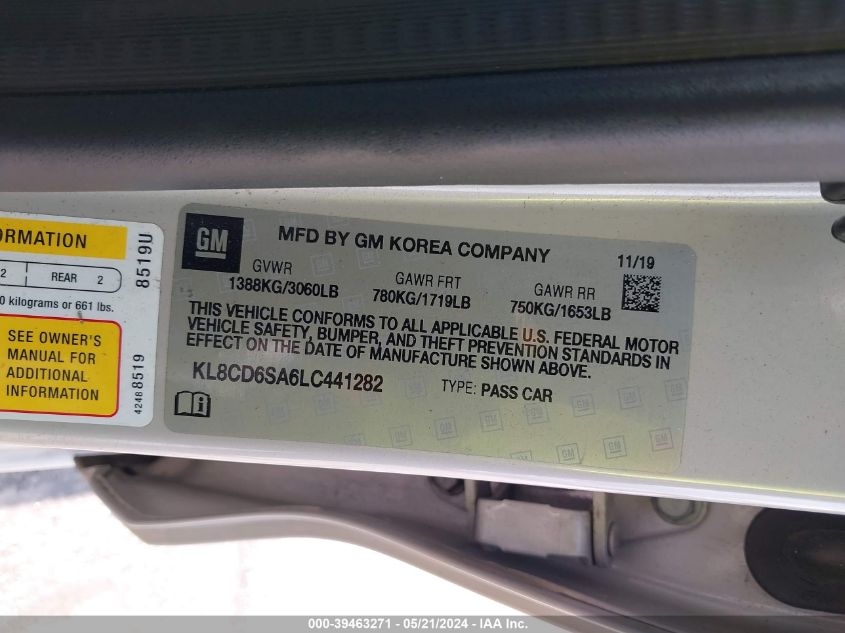 ORMATION
2 REAR 2
0 kilograms or 661 lbs.
SEE OWNER'S
MANUAL FOR
ADDITIONAL
INFORMATION
8519U
42488519
GM
MFD BY GM KOREA COMPANY
11/19
GVWR GAWR FRT GAWR RR
1388KG/3060LB 780KG/1719LB 750KG/1653LB
THIS VEHICLE CONFORMS TO ALL APPLICABLE U.S. FEDERAL MOTOR
VEHICLE SAFETY, BUMPER, AND THEFT PREVENTION STANDARDS IN
EFFECT ON THE DATE OF MANUFACTURE SHOWN ABOVE.
KL8CD6SA6LC441282 TYPE: PASS CAR
000-39463271 - 05/21/2024 - IAA Inc.